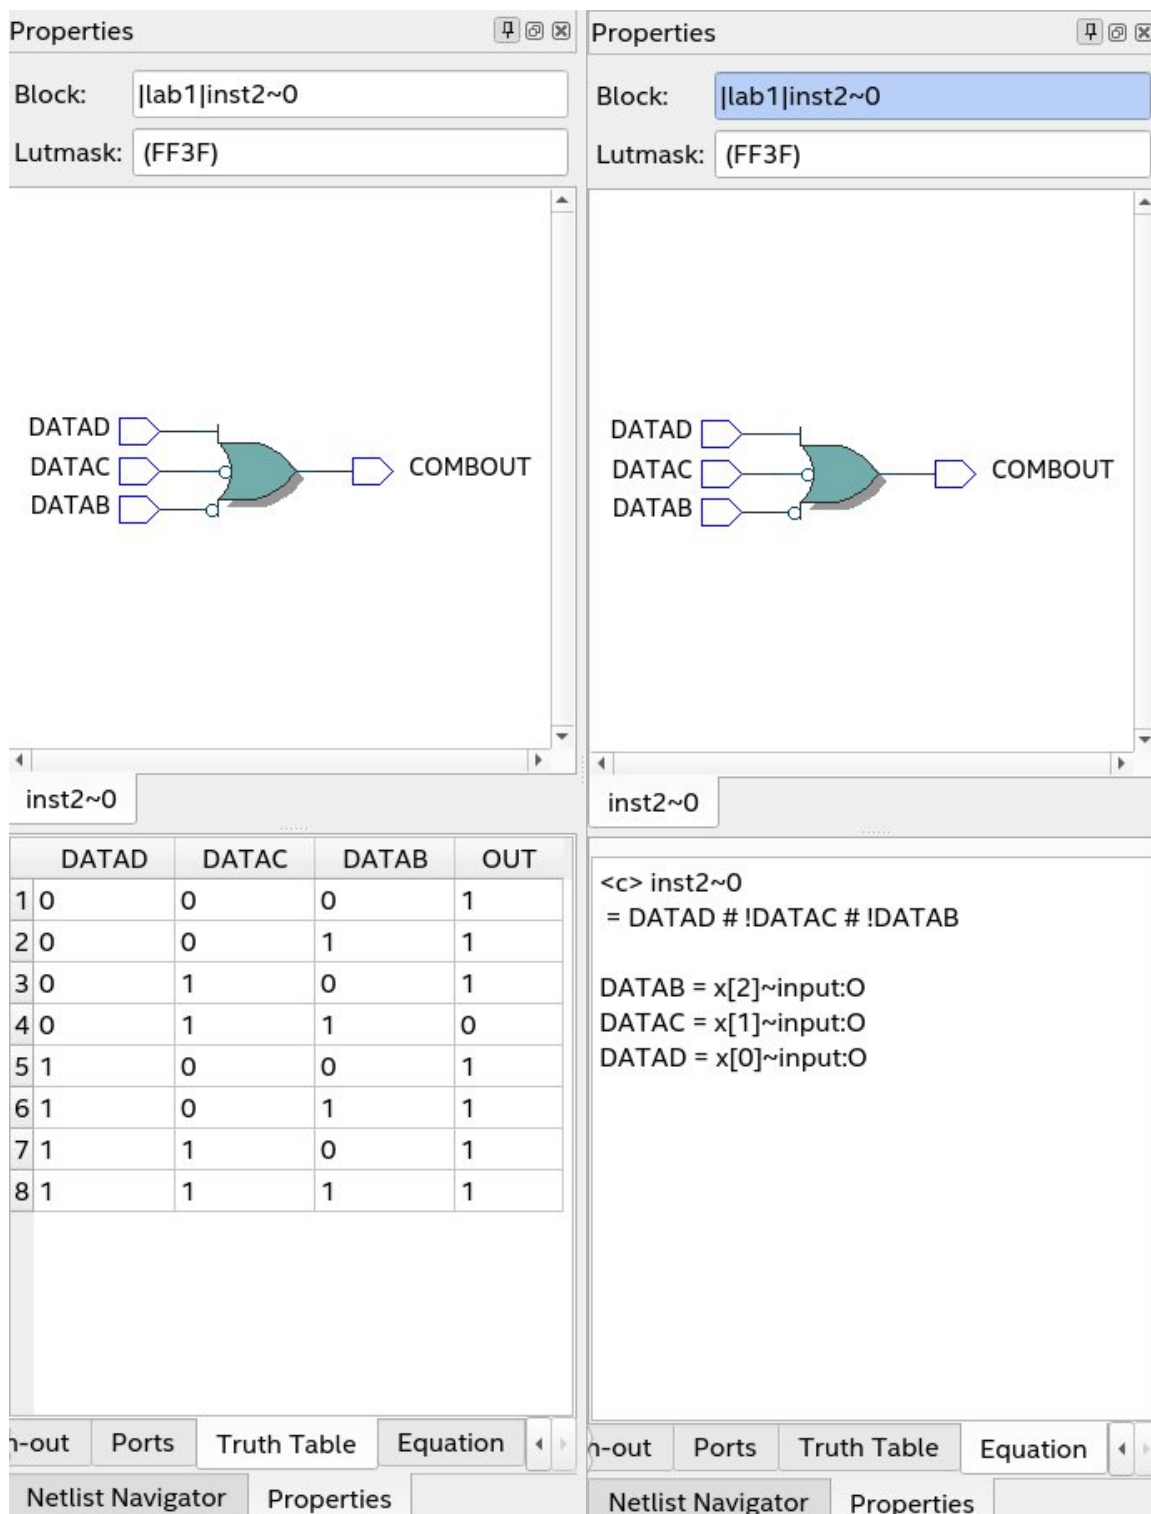 Properties
Block: |lab1|inst2~0
Lutmask: (FF3F)
DATAD
DATAC
DATAB
COMBOUT
inst2~0
DATAD DATAC DATAB OUT
1 0 0 0 1
2 0 0 1 1
3 0 1 0 1
4 0 1 1 0
5 1 0 0 1
6 1 0 1 1
7 1 1 0 1
8 1 1 1 1
n-out Ports Truth Table Equation
Netlist Navigator Properties
Properties
Block: |lab1|inst2~0
Lutmask: (FF3F)
DATAD
DATAC
DATAB
COMBOUT
inst2~0
<c> inst2~0
= DATAD # !DATAC # !DATAB
DATAB = x[2]~input:O
DATAC = x[1]~input:O
DATAD = x[0]~input:O
n-out Ports Truth Table Equation
Netlist Navigator Properties